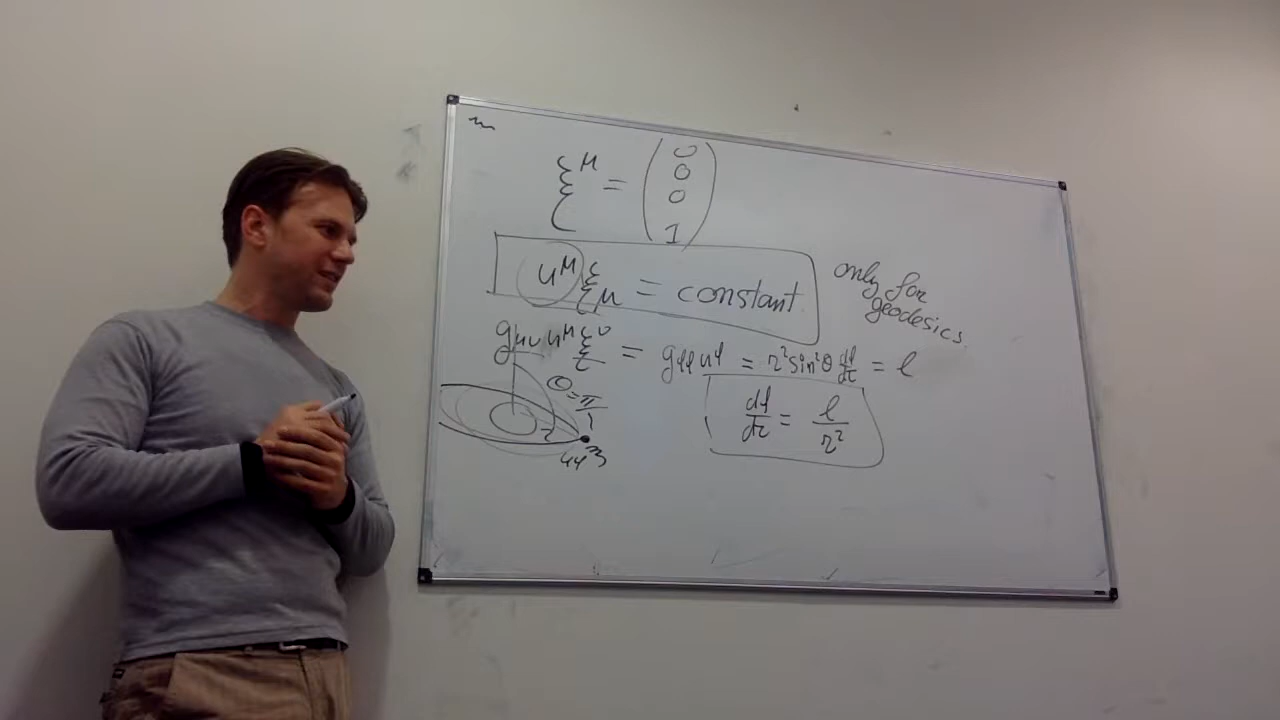 ξ^μ = (0 0 0 1)
u^μ ξ_μ = constant
only for
geodesics.
g_μν u^μ ξ^ν = g_φφ u^φ = r² sin²θ dφ/dτ = l
θ = π/2
dφ/dτ = l/r²